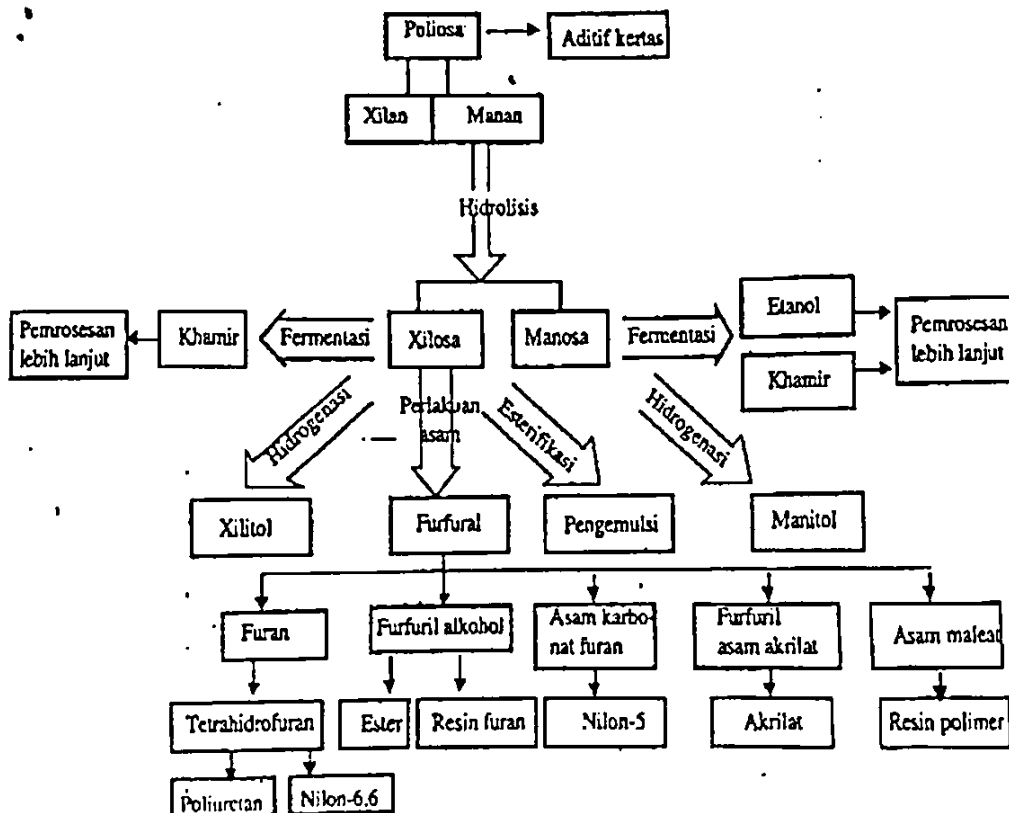 Poliosa
Aditif kertas
Xilan
Manan
Hidrolisis
Pemrosesan
lebih lanjut
Khamir
Fermentasi
Xilosa
Manosa
Fermentasi
Etanol
Khamir
Pemrosesan
lebih lanjut
Hidrogenasi
Perlakuan
asam
Esterifikasi
Hidrogenasi
Xilitol
Furfural
Pengemulsi
Manitol
Furan
Furfuril alkohol
Asam karbo-
nat furan
Furfuril
asam akrilat
Asam maleat
Tetrahidrofuran
Ester
Resin furan
Nilon-5
Akrilat
Resin polimer
Poliuretan
Nilon-6,6